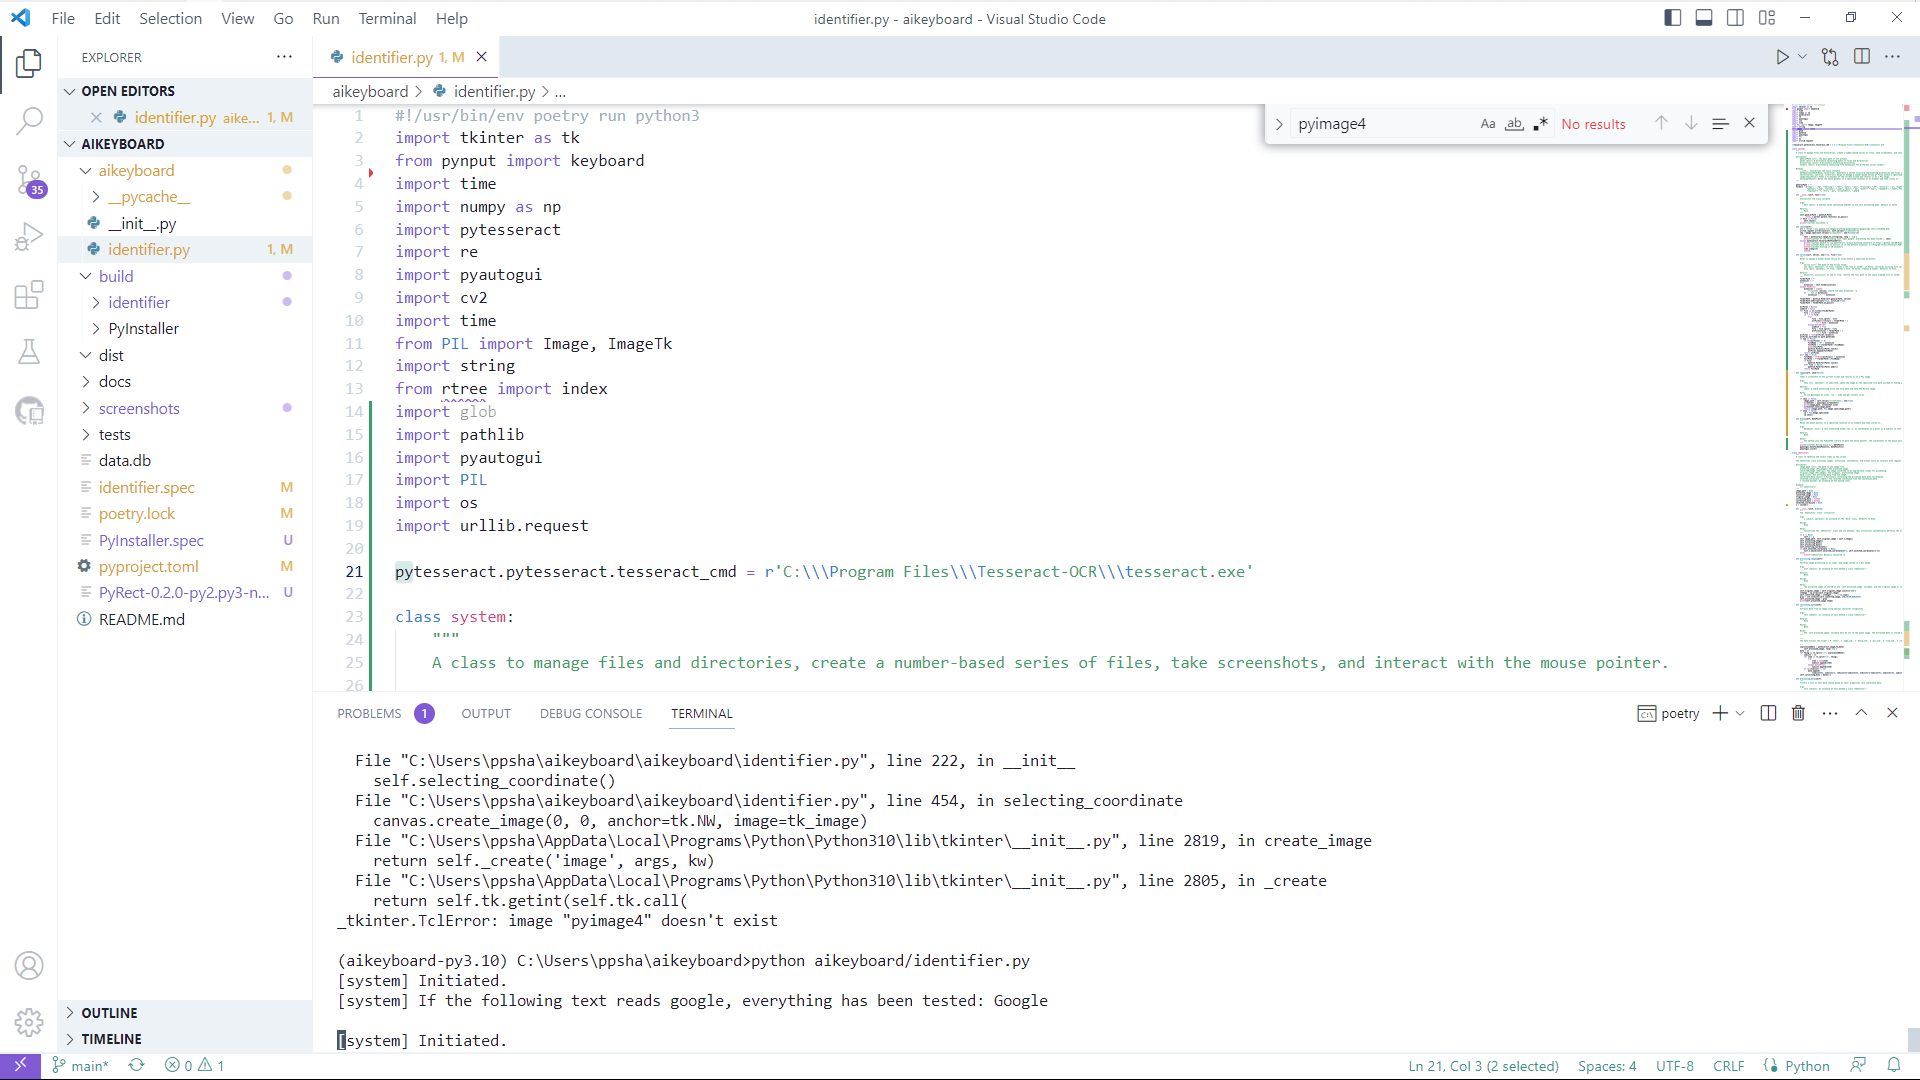 File Edit Selection View Go Run Terminal Help
identifier.py - aikeyboard - Visual Studio Code
EXPLORER
OPEN EDITORS
identifier.py aike... 1, M
AIKEYBOARD
aikeyboard
__pycache__
__init__.py
identifier.py 1, M
build
identifier
PyInstaller
dist
docs
screenshots
tests
data.db
identifier.spec M
poetry.lock M
PyInstaller.spec U
pyproject.toml M
PyRect-0.2.0-py2.py3-n... U
README.md
OUTLINE
TIMELINE
35
identifier.py 1, M
aikeyboard > identifier.py > ...
pyimage4 Aa ab .* No results
1 #!/usr/bin/env poetry run python3
2 import tkinter as tk
3 from pynput import keyboard
4 import time
5 import numpy as np
6 import pytesseract
7 import re
8 import pyautogui
9 import cv2
10 import time
11 from PIL import Image, ImageTk
12 import string
13 from rtree import index
14 import glob
15 import pathlib
16 import pyautogui
17 import PIL
18 import os
19 import urllib.request
20
21 pytesseract.pytesseract.tesseract_cmd = r'C:\\\Program Files\\\Tesseract-OCR\\\tesseract.exe'
22
23 class system:
24 """
25 A class to manage files and directories, create a number-based series of files, take screenshots, and interact with the mouse pointer.
26
PROBLEMS 1 OUTPUT DEBUG CONSOLE TERMINAL
poetry
File "C:\Users\ppsha\aikeyboard\aikeyboard\identifier.py", line 222, in __init__
self.selecting_coordinate()
File "C:\Users\ppsha\aikeyboard\aikeyboard\identifier.py", line 454, in selecting_coordinate
canvas.create_image(0, 0, anchor=tk.NW, image=tk_image)
File "C:\Users\ppsha\AppData\Local\Programs\Python\Python310\lib\tkinter\__init__.py", line 2819, in create_image
return self._create('image', args, kw)
File "C:\Users\ppsha\AppData\Local\Programs\Python\Python310\lib\tkinter\__init__.py", line 2805, in _create
return self.tk.getint(self.tk.call(
_tkinter.TclError: image "pyimage4" doesn't exist
(aikeyboard-py3.10) C:\Users\ppsha\aikeyboard>python aikeyboard/identifier.py
[system] Initiated.
[system] If the following text reads google, everything has been tested: Google
[system] Initiated.
main* 0 1
Ln 21, Col 3 (2 selected) Spaces: 4 UTF-8 CRLF Python